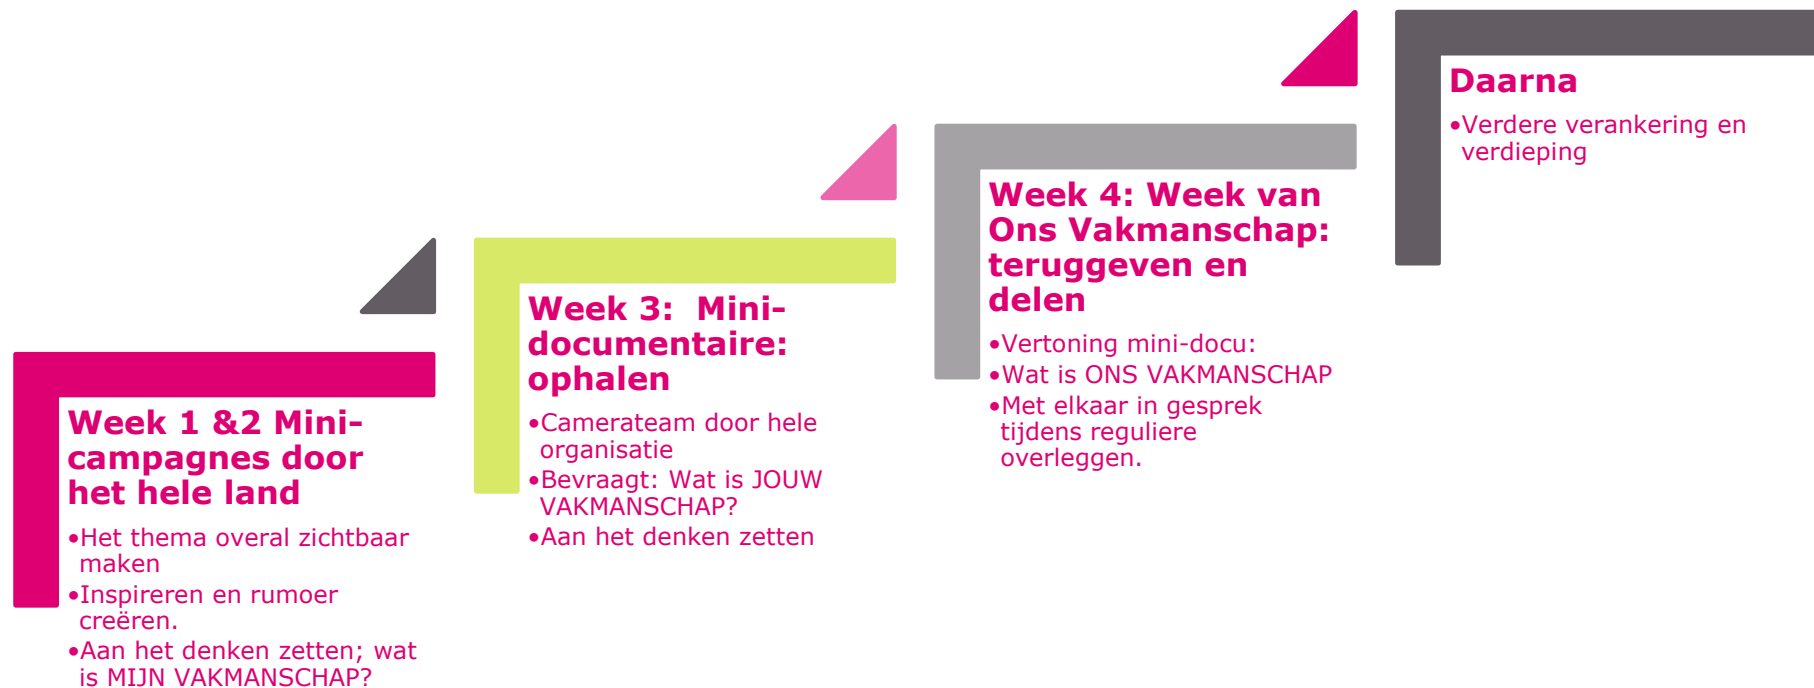 Week 1 &2 Mini-
campagnes door
het hele land
•Het thema overal zichtbaar
maken
•Inspireren en rumoer
creëren.
•Aan het denken zetten; wat
is MIJN VAKMANSCHAP?
Week 3:  Mini-
documentaire:
ophalen
•Camerateam door hele
organisatie
•Bevraagt: Wat is JOUW
VAKMANSCHAP?
•Aan het denken zetten
Week 4: Week van
Ons Vakmanschap:
teruggeven en
delen
•Vertoning mini-docu:
•Wat is ONS VAKMANSCHAP
•Met elkaar in gesprek
tijdens reguliere
overleggen.
Daarna
•Verdere verankering en
verdieping